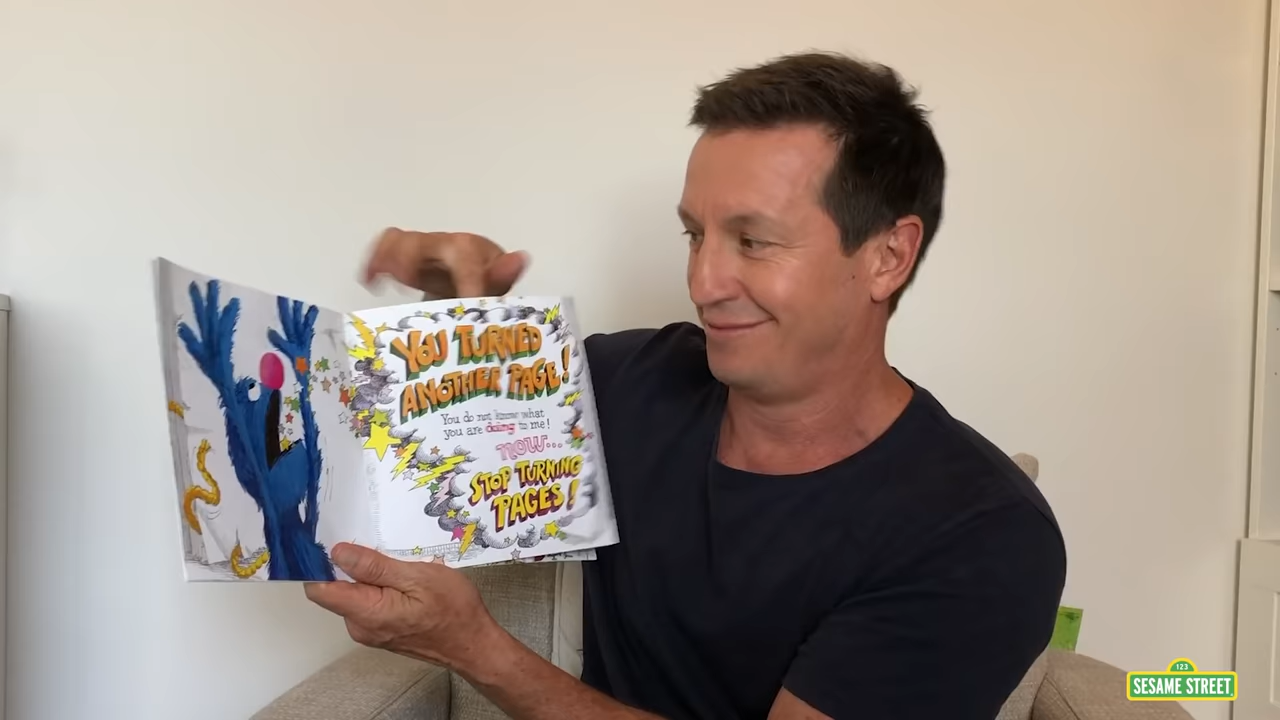 YOU TURNED
ANOTHER PAGE!
You do not know what
you are doing to me!
now...
STOP TURNING
PAGES!
123
SESAME STREET